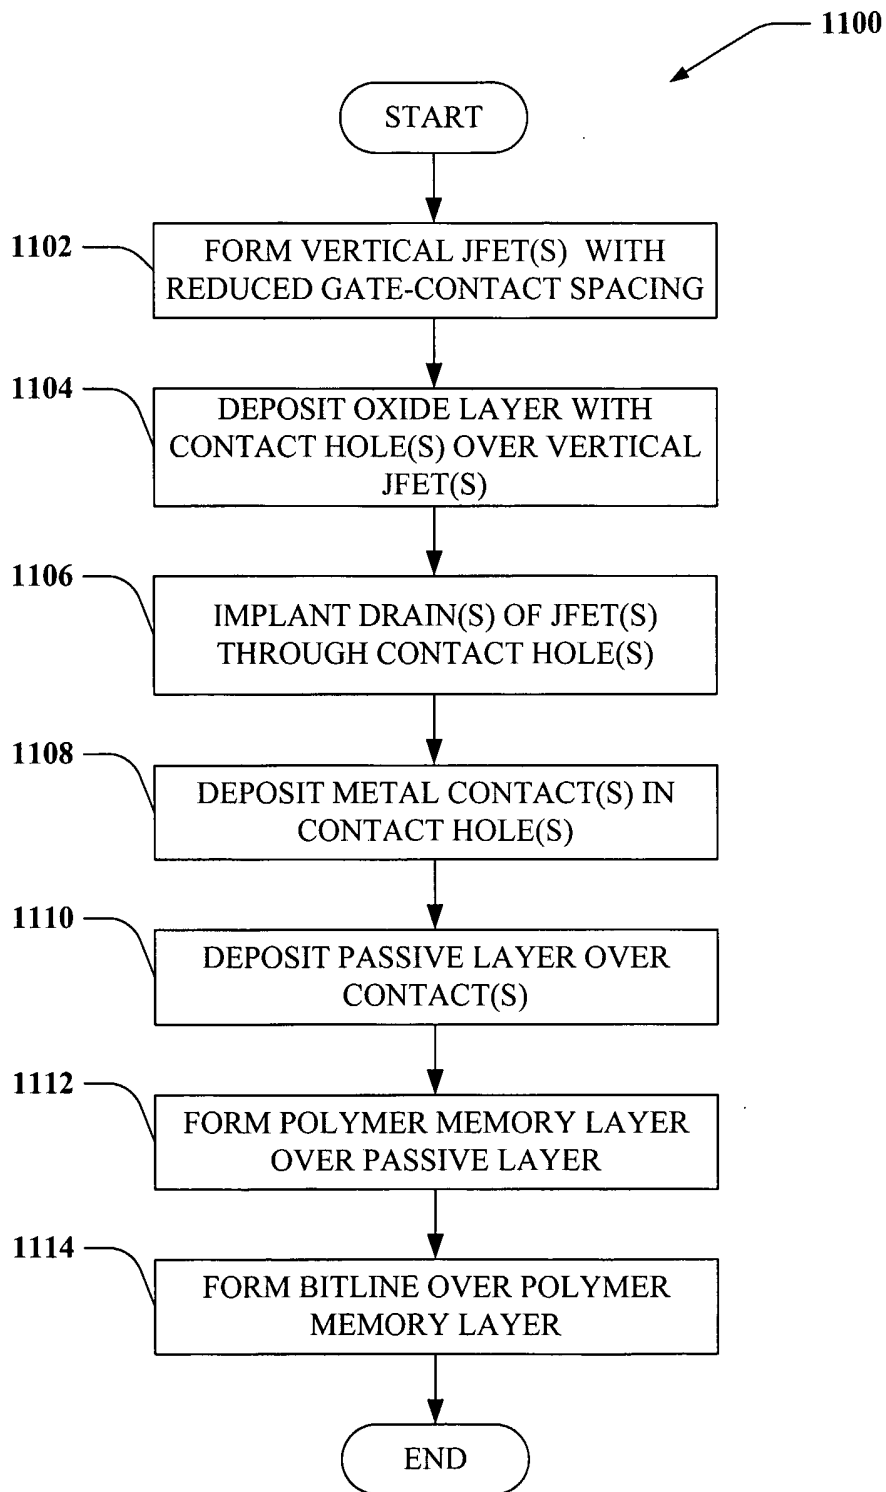 1100
START
1102
FORM VERTICAL JFET(S) WITH
REDUCED GATE-CONTACT SPACING
1104
DEPOSIT OXIDE LAYER WITH
CONTACT HOLE(S) OVER VERTICAL
JFET(S)
1106
IMPLANT DRAIN(S) OF JFET(S)
THROUGH CONTACT HOLE(S)
1108
DEPOSIT METAL CONTACT(S) IN
CONTACT HOLE(S)
1110
DEPOSIT PASSIVE LAYER OVER
CONTACT(S)
1112
FORM POLYMER MEMORY LAYER
OVER PASSIVE LAYER
1114
FORM BITLINE OVER POLYMER
MEMORY LAYER
END